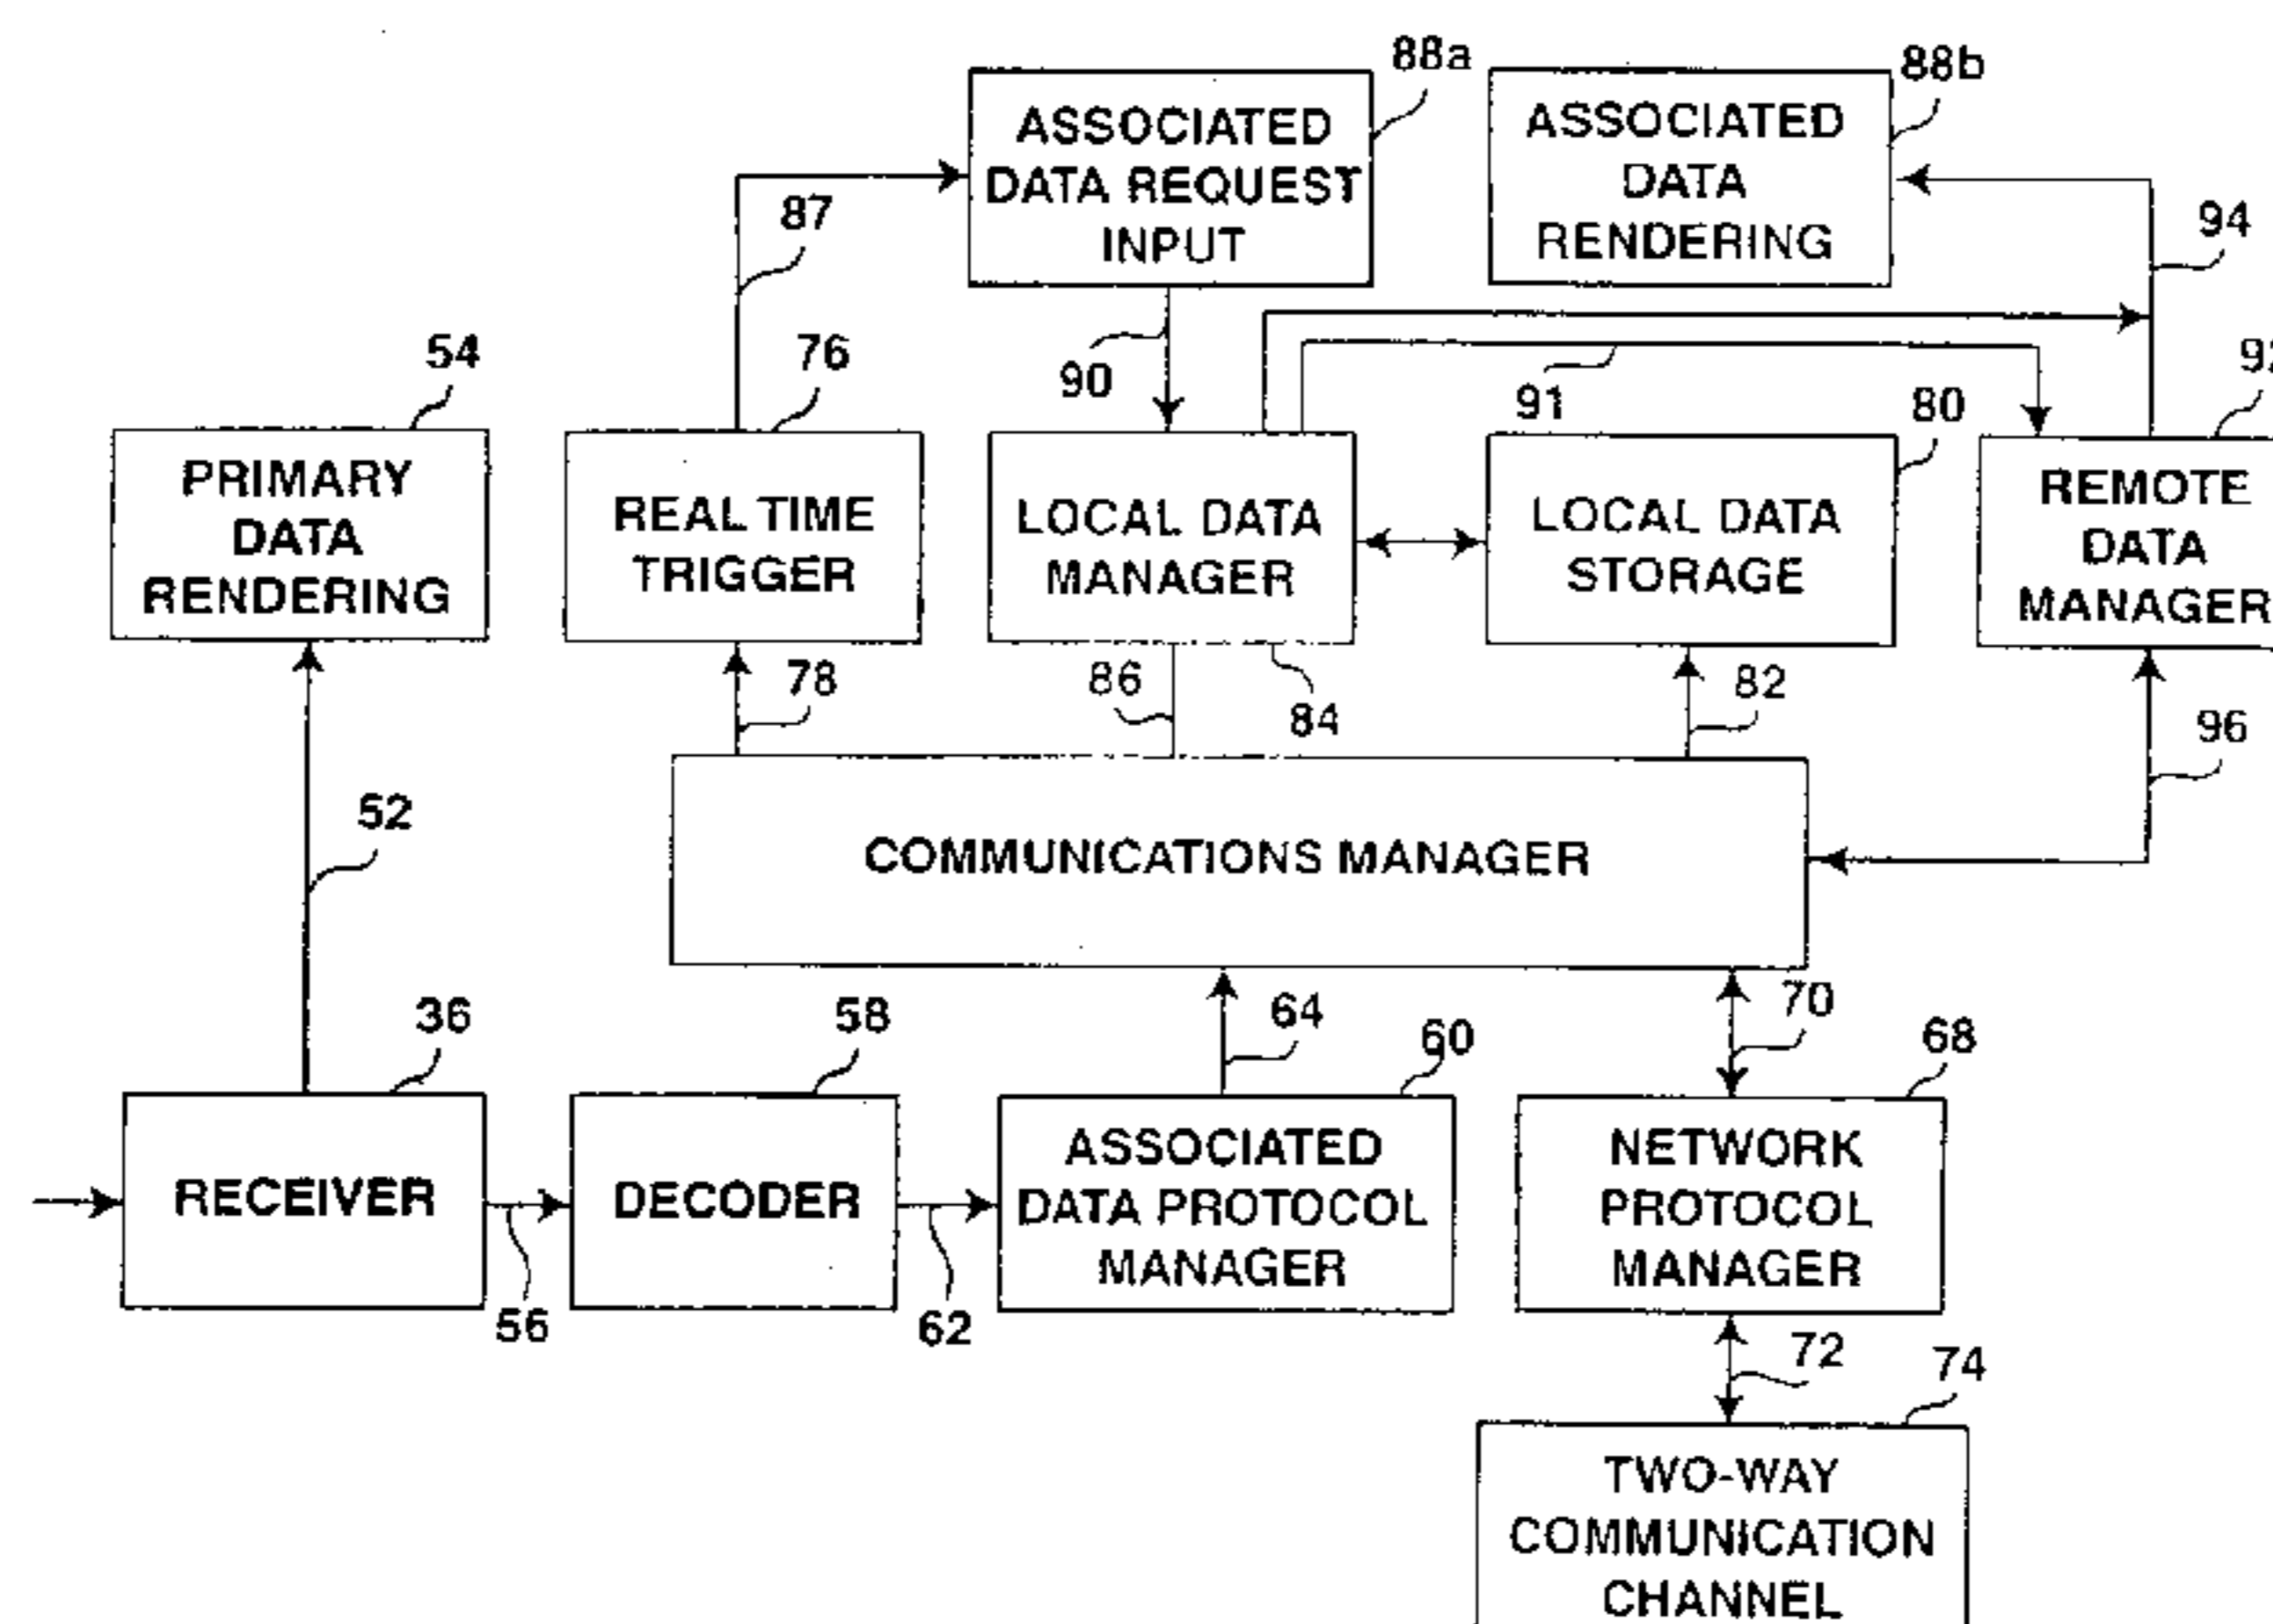 88a
88b
ASSOCIATED
DATA REQUEST
INPUT
ASSOCIATED
DATA
RENDERING
87
94
90
91
54
76
80
PRIMARY
DATA
RENDERING
REAL TIME
TRIGGER
LOCAL DATA
MANAGER
LOCAL DATA
STORAGE
REMOTE
DATA
MANAGER
78
86
84
82
96
52
COMMUNICATIONS MANAGER
36
58
64
60
70
68
RECEIVER
DECODER
ASSOCIATED
DATA PROTOCOL
MANAGER
NETWORK
PROTOCOL
MANAGER
56
62
72
74
TWO-WAY
COMMUNICATION
CHANNEL